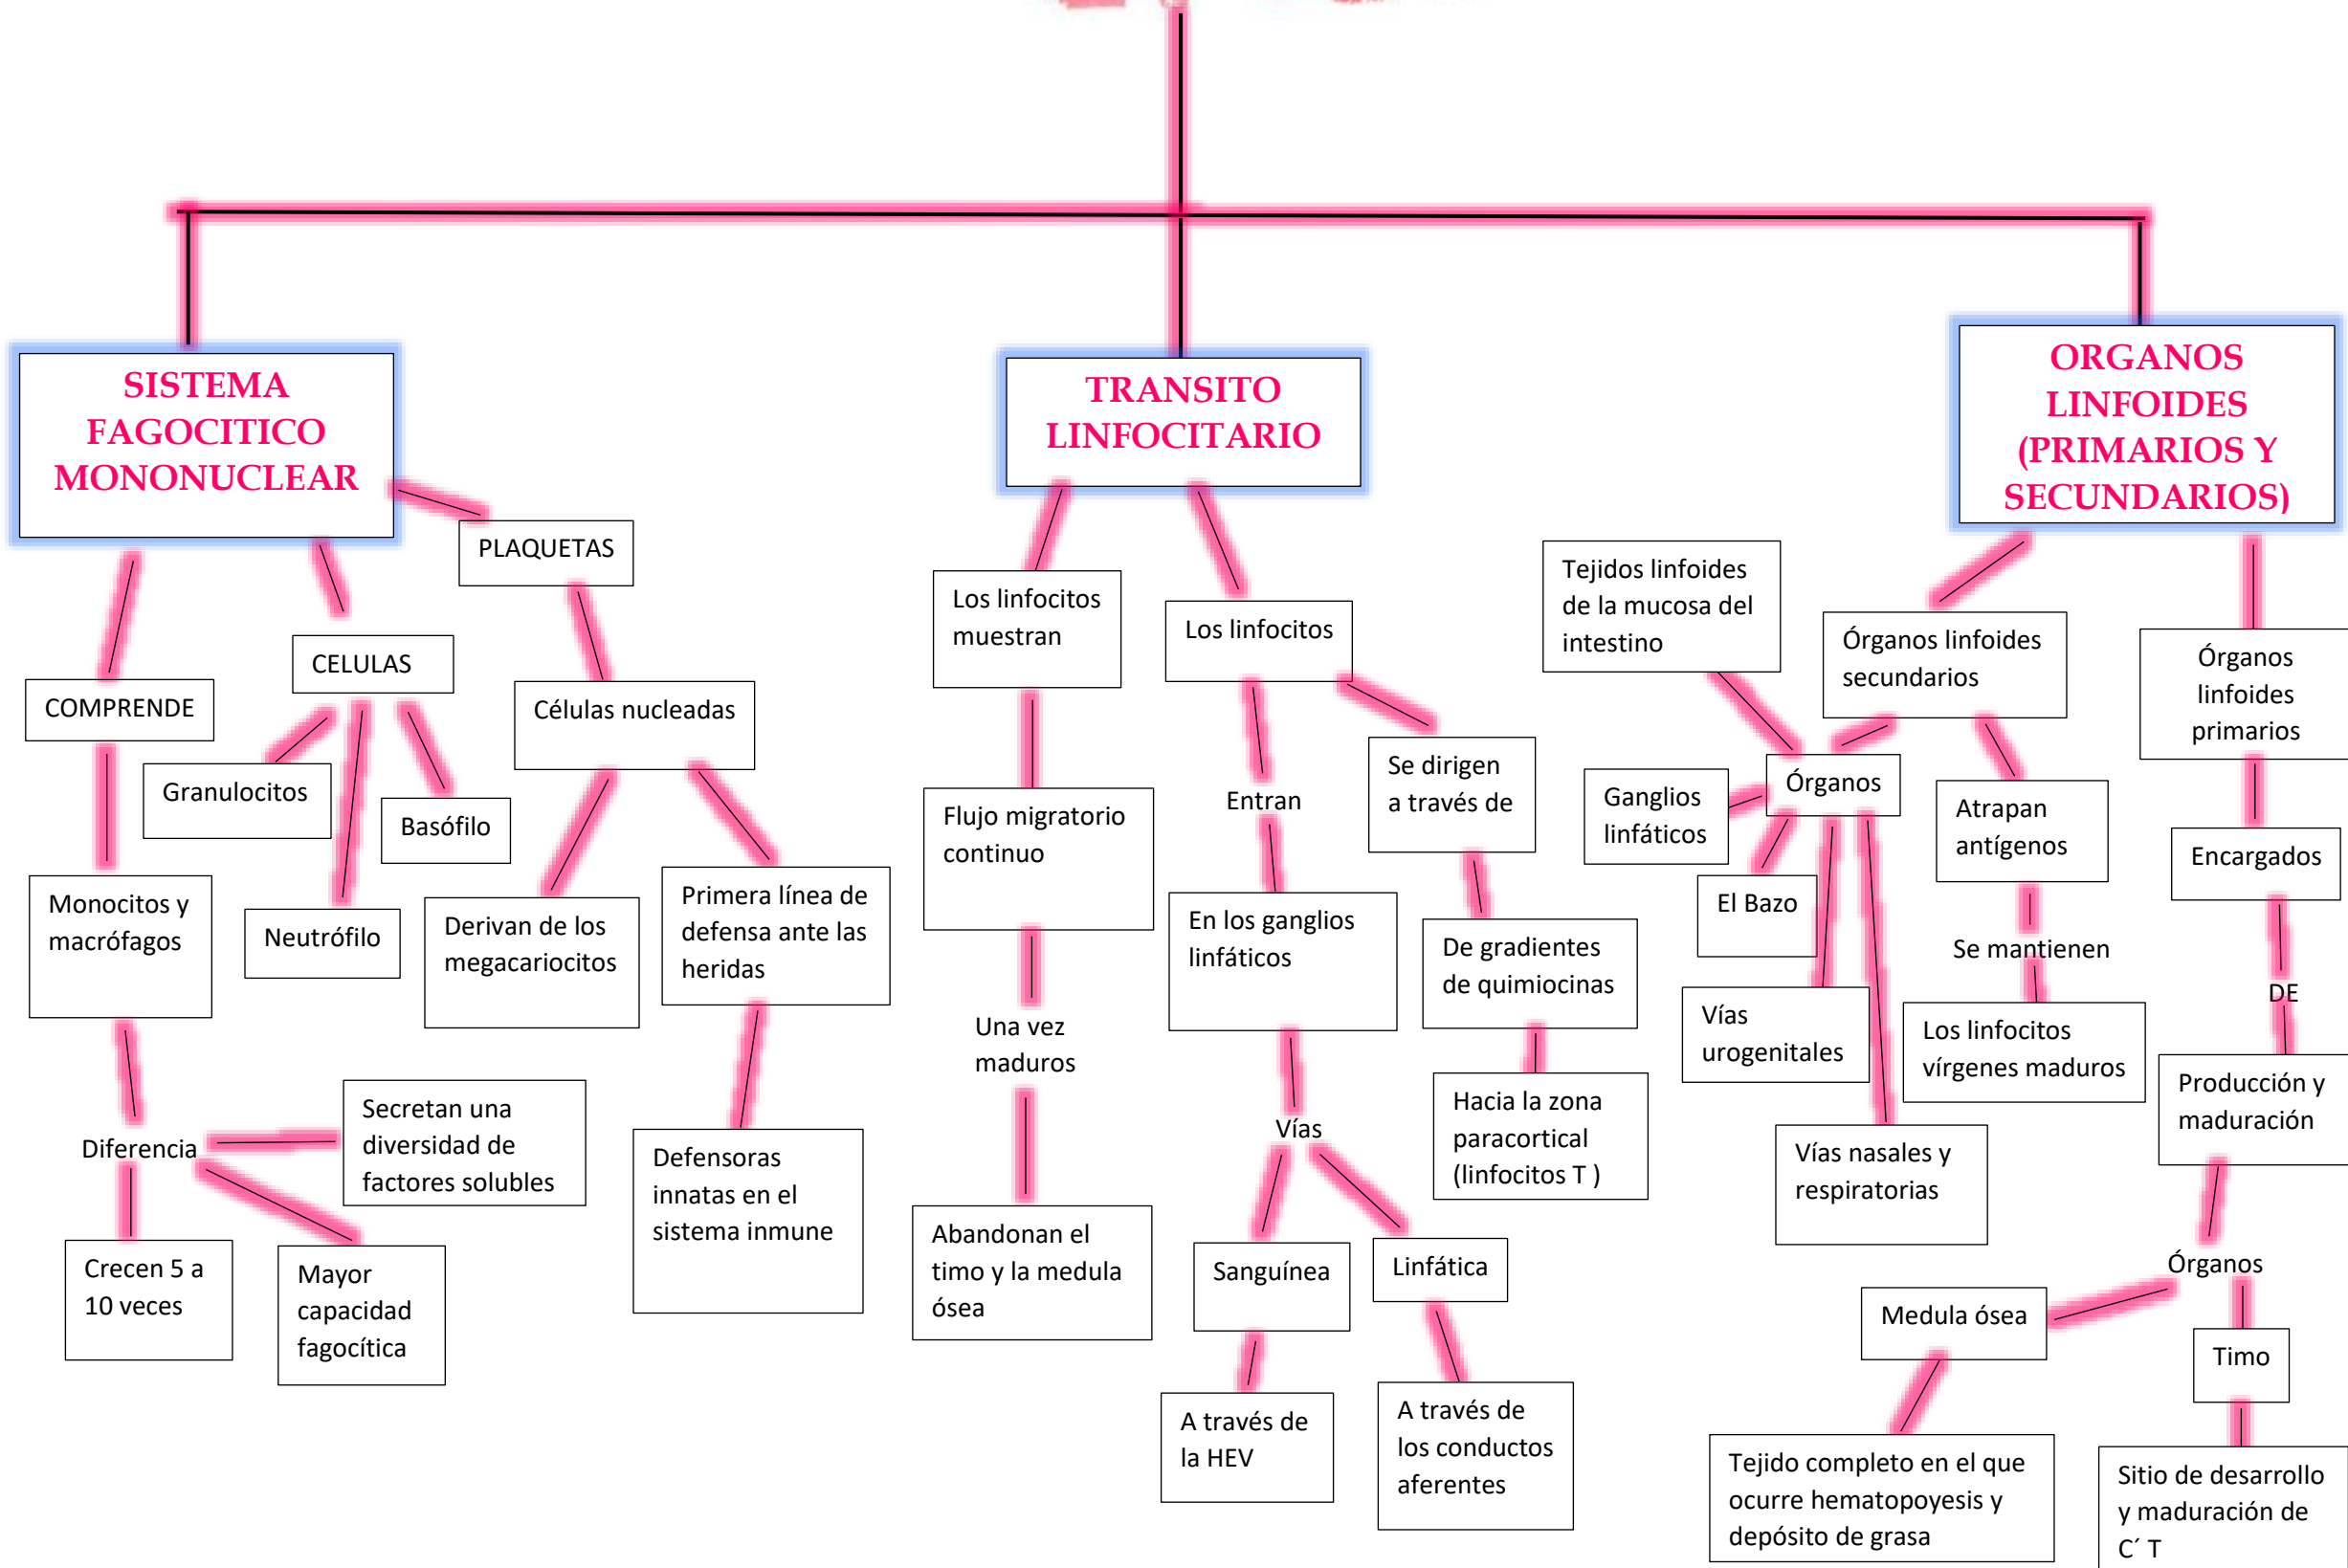 SISTEMA
FAGOCITICO
MONONUCLEAR
COMPRENDE
Monocitos y
macrófagos
Diferencia
Crecen 5 a
10 veces
Mayor
capacidad
fagocítica
Secretan una
diversidad de
factores solubles
CELULAS
Granulocitos
Neutrófilo
Basófilo
PLAQUETAS
Células nucleadas
Derivan de los
megacariocitos
Primera línea de
defensa ante las
heridas
Defensoras
innatas en el
sistema inmune
TRANSITO
LINFOCITARIO
Los linfocitos
muestran
Flujo migratorio
continuo
Una vez
maduros
Abandonan el
timo y la medula
ósea
Los linfocitos
Entran
En los ganglios
linfáticos
Vías
Sanguínea
A través de
la HEV
Linfática
A través de
los conductos
aferentes
Se dirigen
a través de
De gradientes
de quimiocinas
Hacia la zona
paracortical
(linfocitos T )
ORGANOS
LINFOIDES
(PRIMARIOS Y
SECUNDARIOS)
Órganos linfoides
secundarios
Órganos
Tejidos linfoides
de la mucosa del
intestino
Ganglios
linfáticos
El Bazo
Vías
urogenitales
Vías nasales y
respiratorias
Atrapan
antígenos
Se mantienen
Los linfocitos
vírgenes maduros
Órganos
linfoides
primarios
Encargados
DE
Producción y
maduración
Órganos
Medula ósea
Tejido completo en el que
ocurre hematopoyesis y
depósito de grasa
Timo
Sitio de desarrollo
y maduración de
C´ T